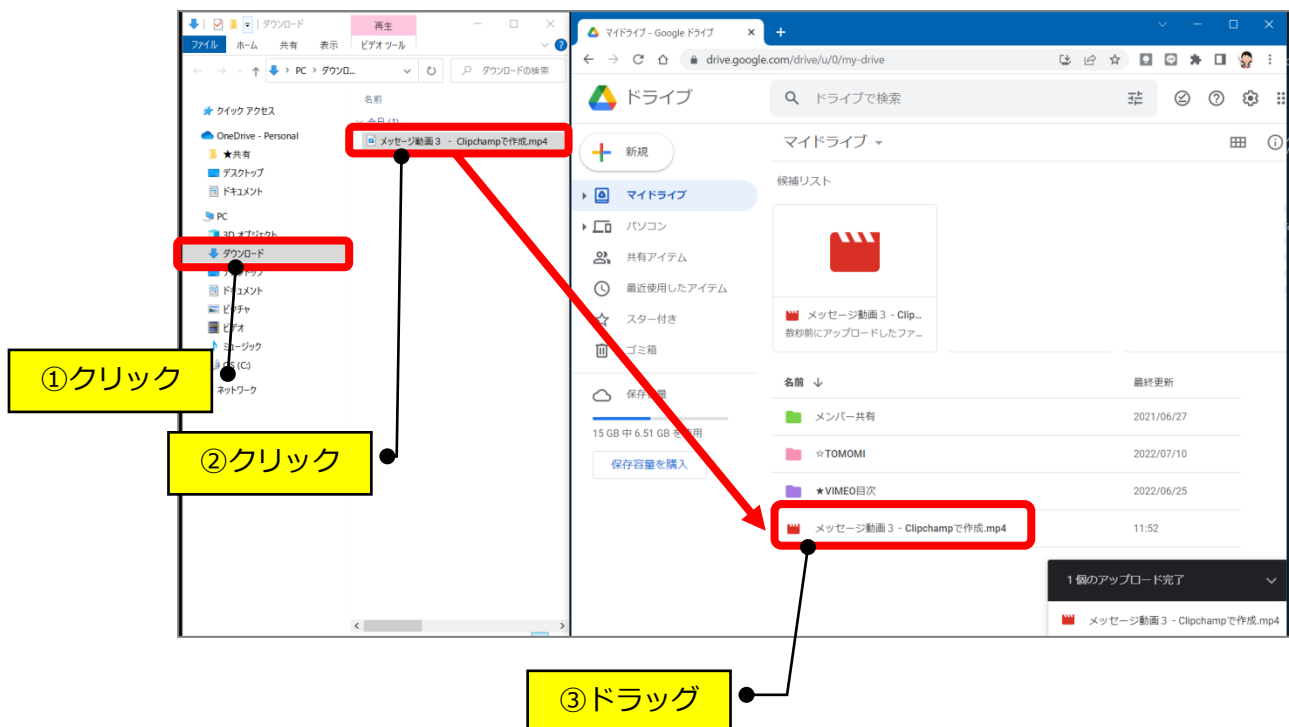 ダウンロード
再生
ファイル ホーム 共有 表示 ビデオ ツール
PC › ダウンロ... ダウンロードの検索
名前
今日 (1)
メッセージ動画３ - Clipchampで作成.mp4
クイック アクセス
OneDrive - Personal
★共有
デスクトップ
ドキュメント
PC
3D オブジェクト
ダウンロード
デスクトップ
ドキュメント
ピクチャ
ビデオ
ミュージック
OS (C:)
ネットワーク
①クリック
②クリック
③ドラッグ
マイドライブ - Google ドライブ
drive.google.com/drive/u/0/my-drive
ドライブ
ドライブで検索
新規
マイドライブ
パソコン
共有アイテム
最近使用したアイテム
スター付き
ゴミ箱
保存容量
15 GB 中 6.51 GB を使用
保存容量を購入
マイドライブ
候補リスト
メッセージ動画３ - Clip...
数秒前にアップロードしたファ...
名前 最終更新
メンバー共有 2021/06/27
☆TOMOMI 2022/07/10
★VIMEO目次 2022/06/25
メッセージ動画３ - Clipchampで作成.mp4 11:52
1 個のアップロード完了
メッセージ動画３ - Clipchampで作成.mp4